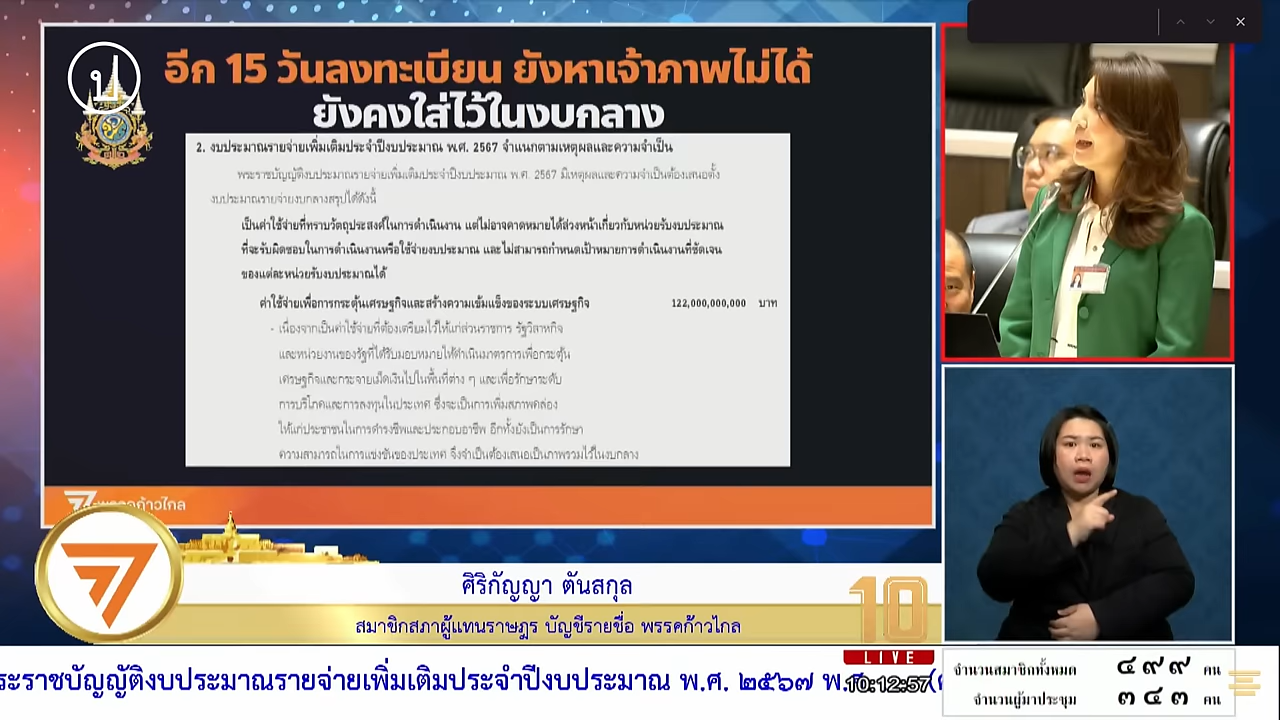 ป
อีก 15 วันลงทะเบียน ยังหาเจ้าภาพไม่ได้
ยังคงใส่ไว้ในงบกลาง
2. งบประมาณรายจ่ายเพิ่มเติมประจำปีงบประมาณ พ.ศ. 2567 จำแนกตามเหตุผลและความจำเป็น
พระราชบัญญัติงบประมาณรายจ่ายเพิ่มเติมประจำปีงบประมาณ พ.ศ. 2567 มีเหตุผลและความจำเป็นต้องเสนอตั้ง
งบประมาณรายจ่ายงบกลางสรุปได้ดังนี้
เป็นค่าใช้จ่ายที่ทราบวัตถุประสงค์ในการดำเนินงาน แต่ไม่อาจคาดหมายได้ล่วงหน้าเกี่ยวกับหน่วยรับงบประมาณ
ที่จะรับผิดชอบในการดำเนินงานหรือใช้จ่ายงบประมาณ และไม่สามารถกำหนดเป้าหมายการดำเนินงานที่ชัดเจน
ของแต่ละหน่วยรับงบประมาณได้
ค่าใช้จ่ายเพื่อการกระตุ้นเศรษฐกิจและสร้างความเข้มแข็งของระบบเศรษฐกิจ 122,000,000,000 บาท
- เนื่องจากเป็นค่าใช้จ่ายที่ต้องเตรียมไว้ให้แก่ส่วนราชการ รัฐวิสาหกิจ
และหน่วยงานของรัฐที่ได้รับมอบหมายให้ดำเนินมาตรการเพื่อกระตุ้น
เศรษฐกิจและกระจายเม็ดเงินไปในพื้นที่ต่าง ๆ และเพื่อรักษาระดับ
การบริโภคและการลงทุนในประเทศ ซึ่งจะเป็นการเพิ่มสภาพคล่อง
ให้แก่ประชาชนในการดำรงชีพและประกอบอาชีพ อีกทั้งยังเป็นการรักษา
ความสามารถในการแข่งขันของประเทศ จึงจำเป็นต้องเสนอเป็นภาพรวมไว้ในงบกลาง
ก้าวไกล
ศิริกัญญา ตันสกุล
สมาชิกสภาผู้แทนราษฎร บัญชีรายชื่อ พรรคก้าวไกล
10
LIVE
ระราชบัญญัติงบประมาณรายจ่ายเพิ่มเติมประจำปีงบประมาณ พ.ศ. ๒๕๖๗ พ.
10:12:57
จำนวนสมาชิกทั้งหมด ๔๙๙ คน
จำนวนผู้มาประชุม ๓๔๓ คน